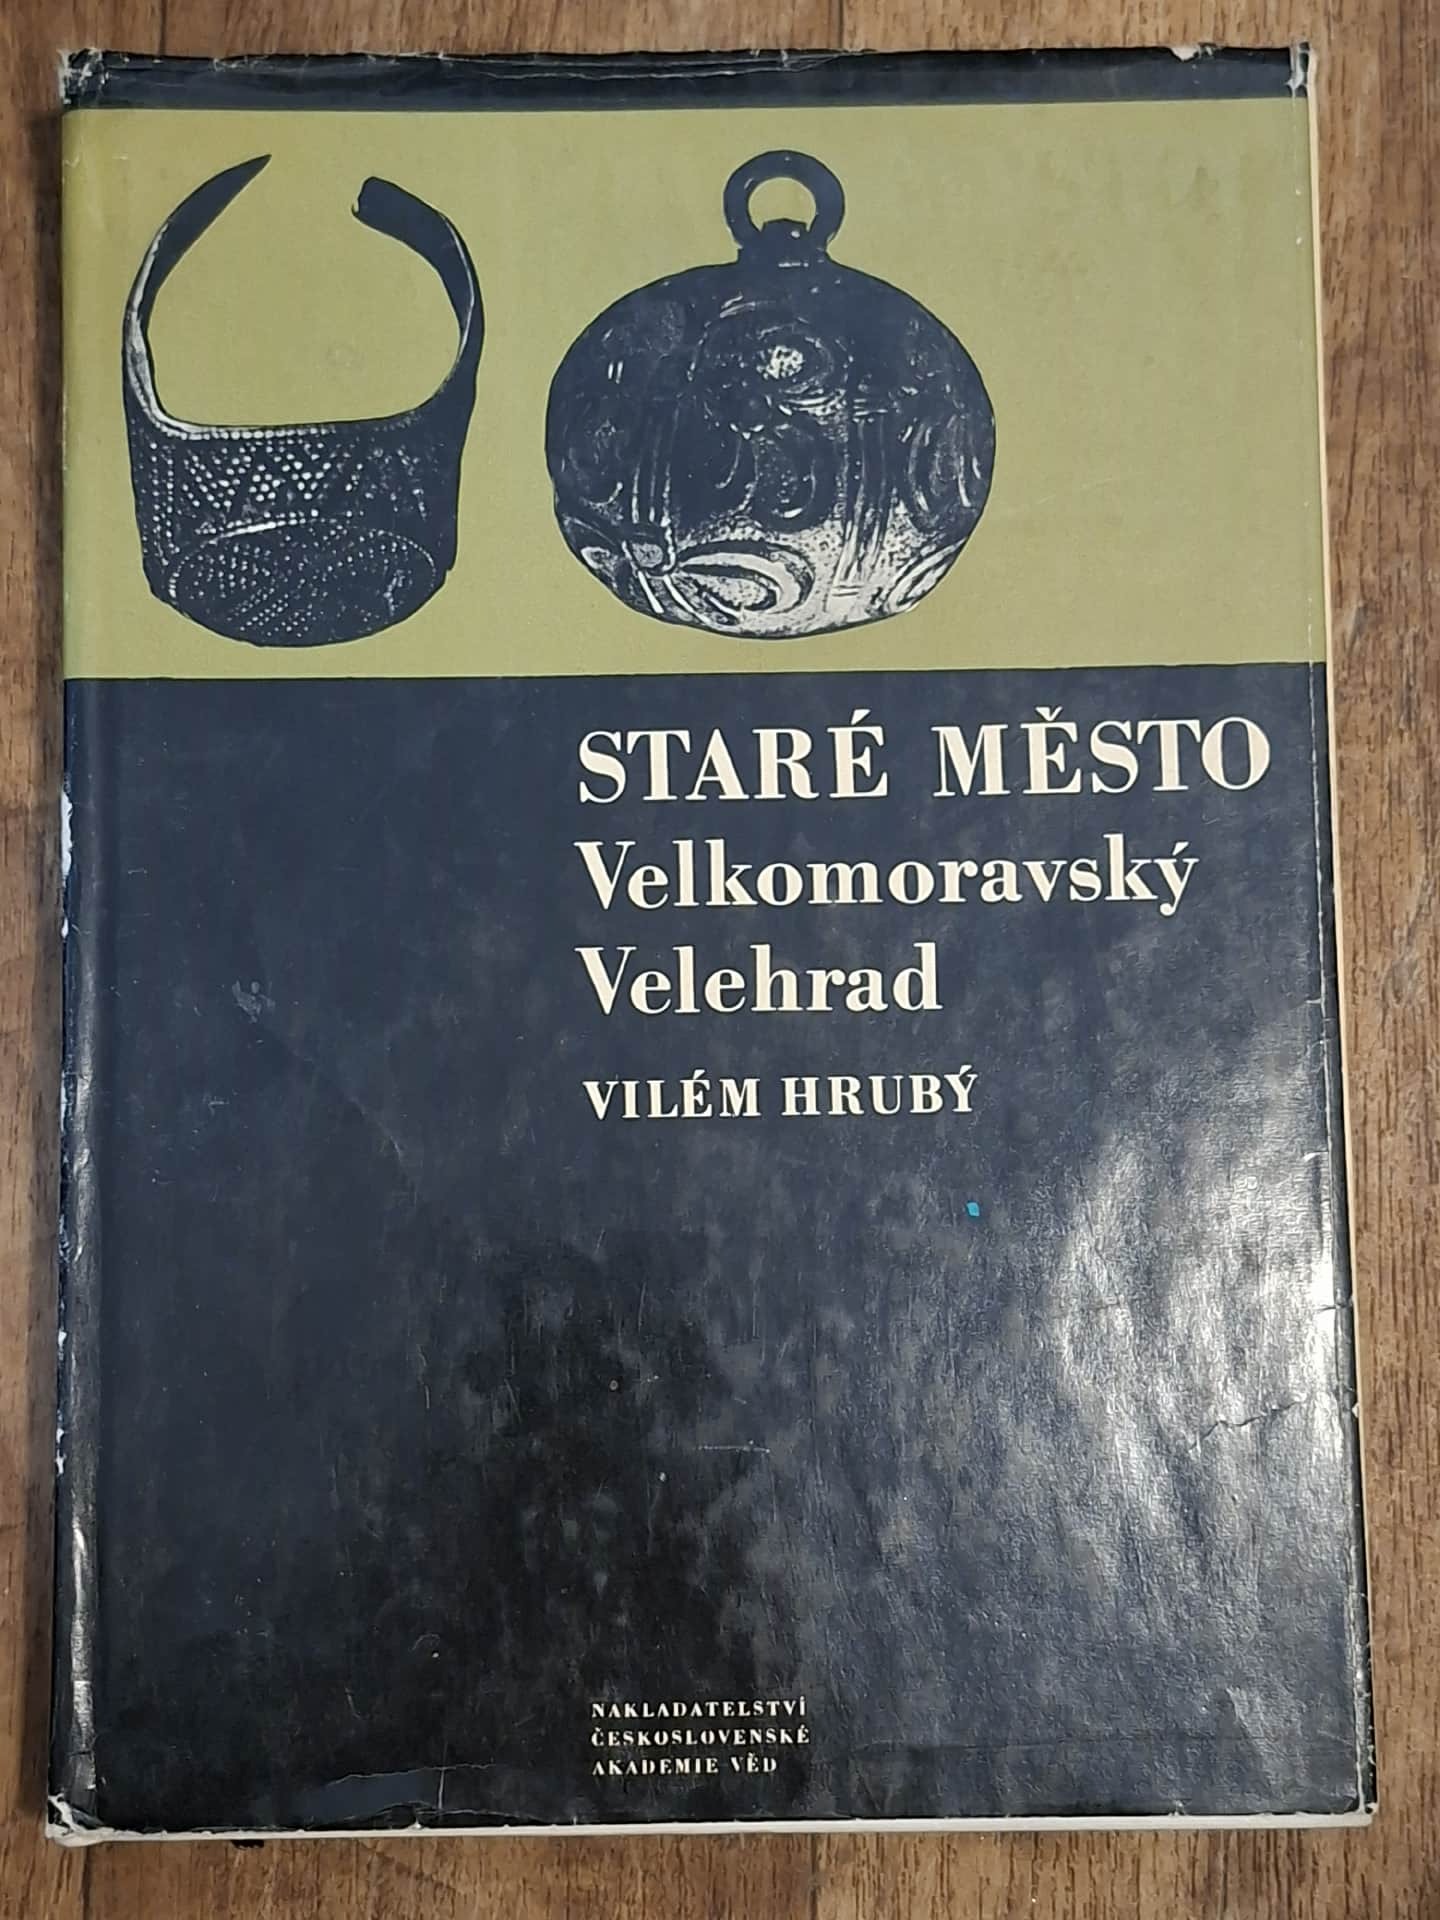 STARÉ MĚSTO
Velkomoravský
Velehrad
VILÉM HRUBÝ
NAKLADATELSTVÍ
ČESKOSLOVENSKÉ
AKADEMIE VĚD